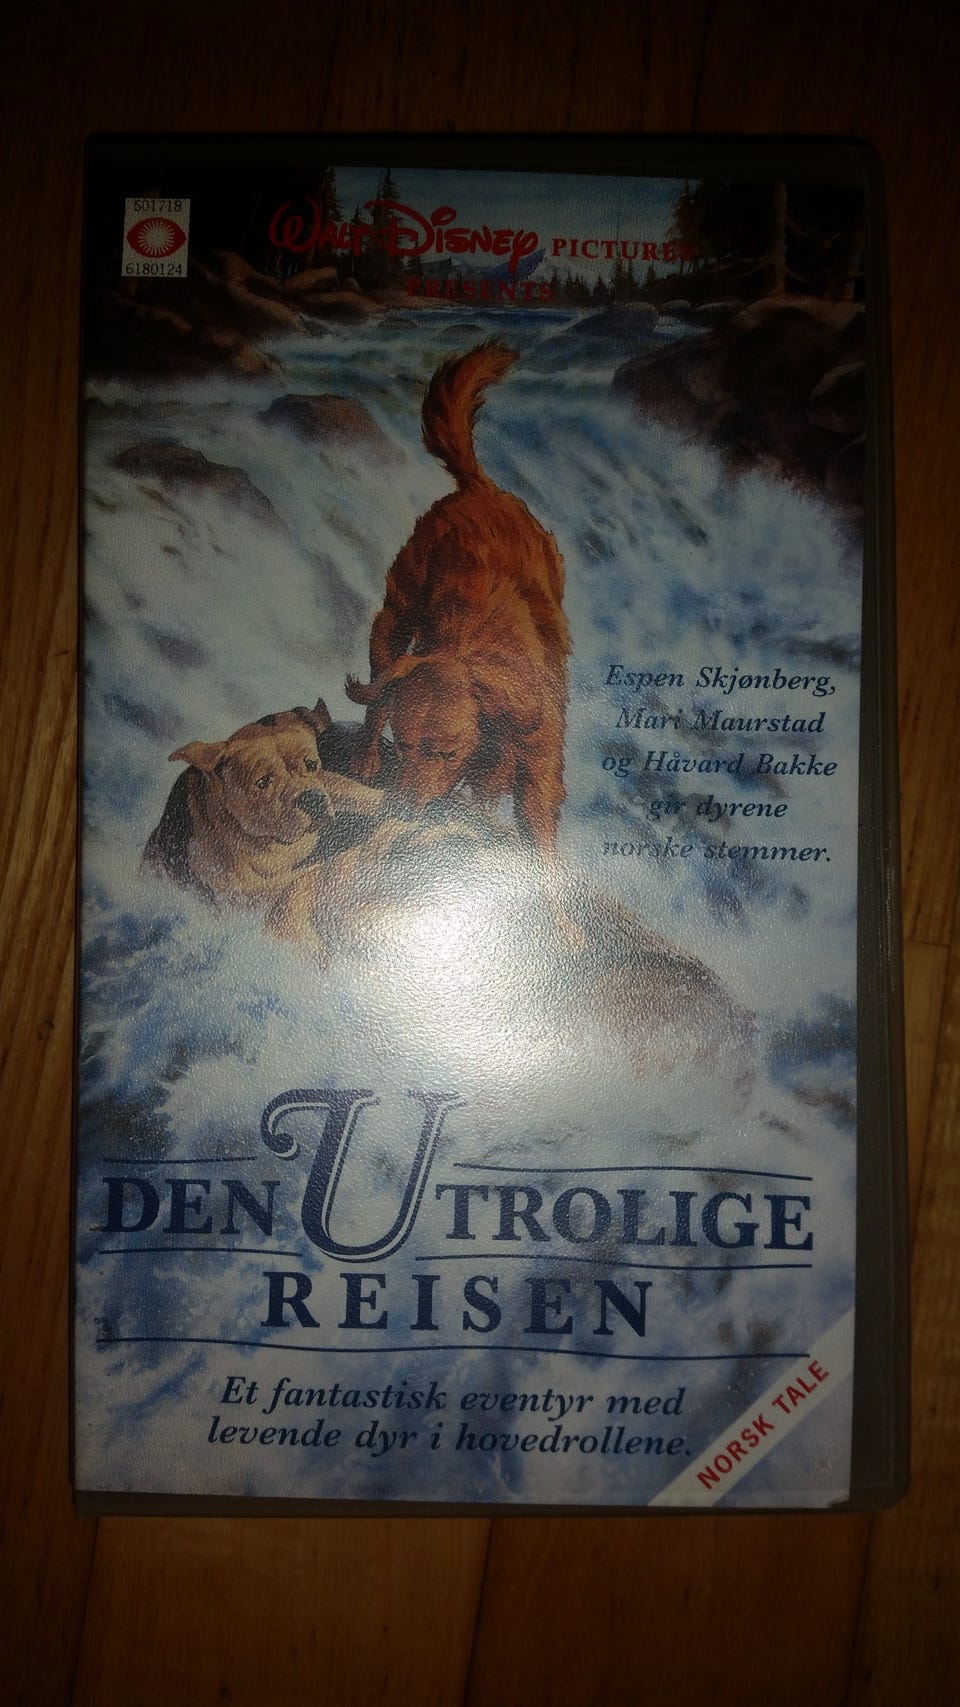 501718
6180124
WALT DISNEY PICTURES
PRESENTS
Espen Skjønberg,
Mari Maurstad
og Håvard Bakke
gir dyrene
norske stemmer.
DEN UTROLIGE
REISEN
Et fantastisk eventyr med
levende dyr i hovedrollene.
NORSK TALE